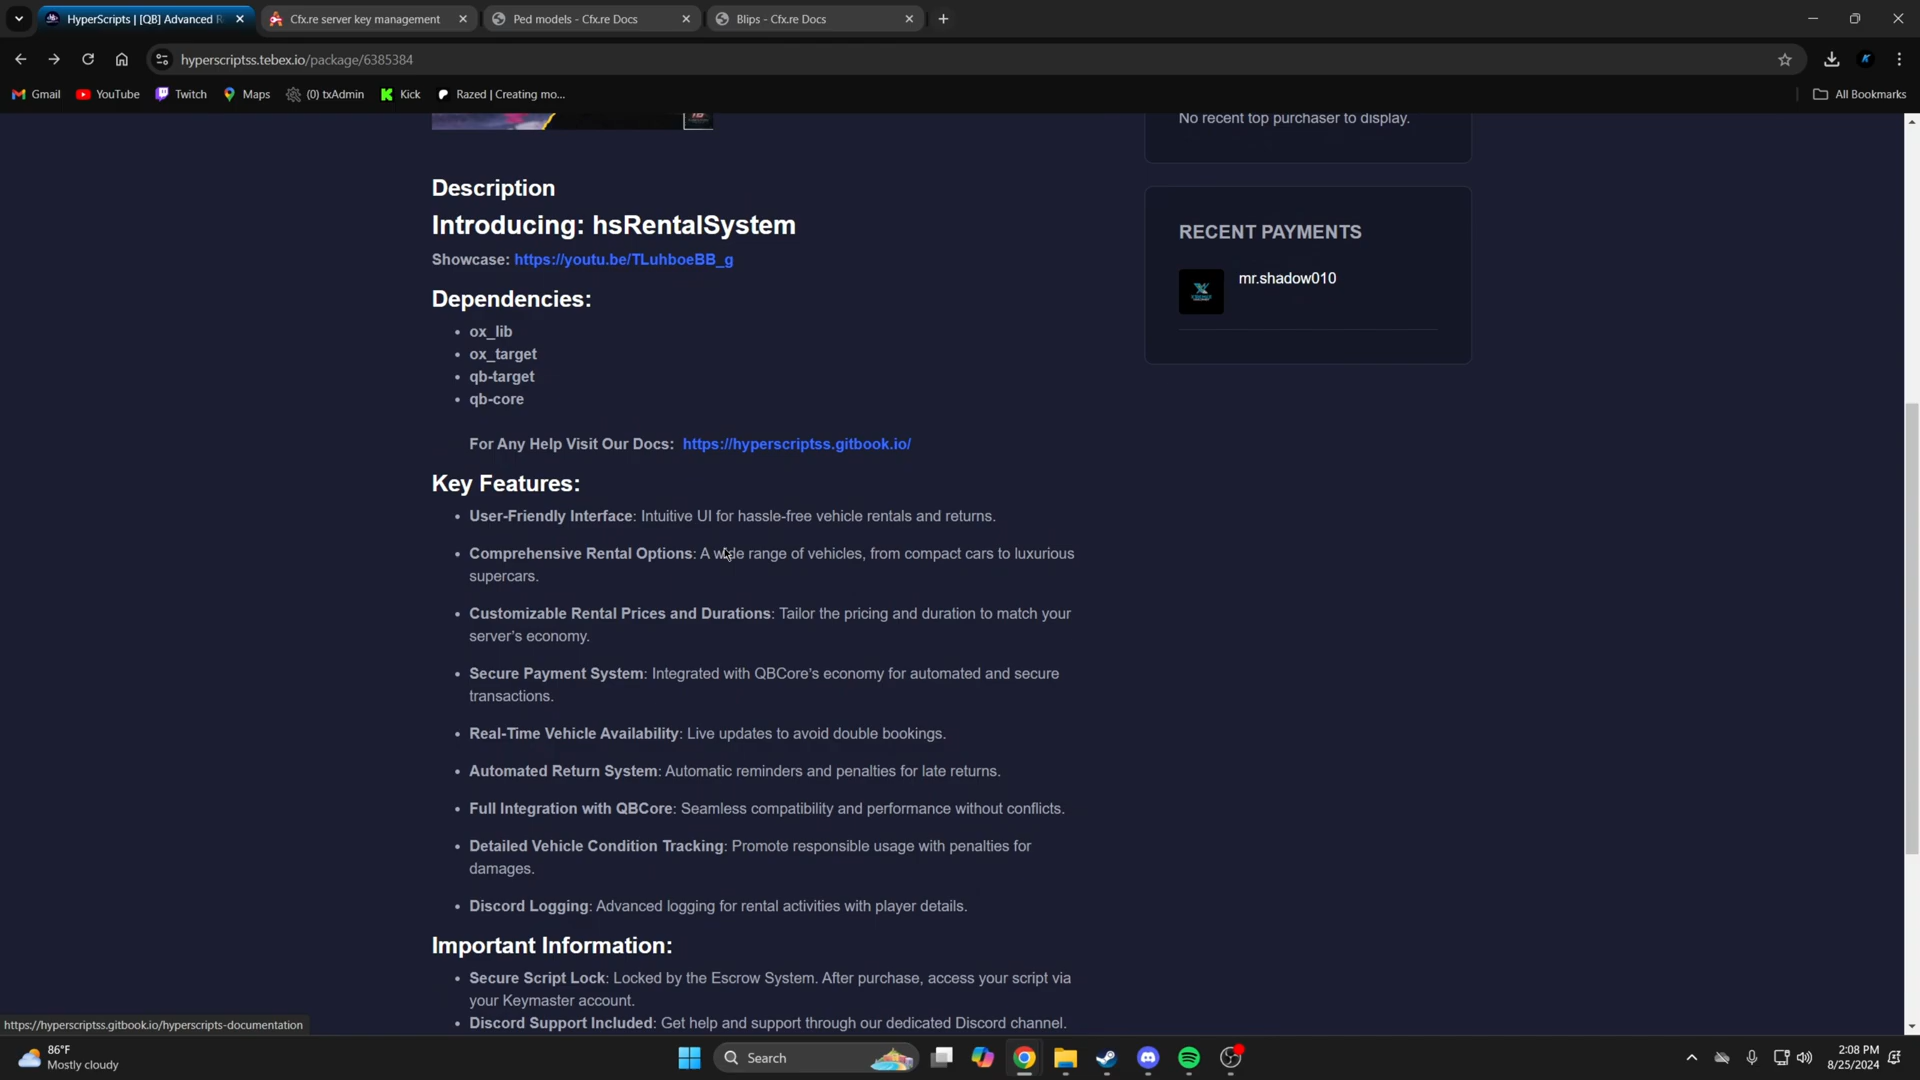 HyperScripts | [QB] Advanced R
Cfx.re server key management
Ped models - Cfx.re Docs
Blips - Cfx.re Docs
hyperscriptss.tebex.io/package/6385384
Gmail
YouTube
Twitch
Maps
(0) txAdmin
Kick
Razed | Creating mo...
All Bookmarks
No recent top purchaser to display.
Description
Introducing: hsRentalSystem
Showcase: https://youtu.be/TLuhboeBB_g
Dependencies:
• ox_lib
• ox_target
• qb-target
• qb-core
For Any Help Visit Our Docs: https://hyperscriptss.gitbook.io/
Key Features:
• User-Friendly Interface: Intuitive UI for hassle-free vehicle rentals and returns.
• Comprehensive Rental Options: A wide range of vehicles, from compact cars to luxurious
supercars.
• Customizable Rental Prices and Durations: Tailor the pricing and duration to match your
server's economy.
• Secure Payment System: Integrated with QBCore's economy for automated and secure
transactions.
• Real-Time Vehicle Availability: Live updates to avoid double bookings.
• Automated Return System: Automatic reminders and penalties for late returns.
• Full Integration with QBCore: Seamless compatibility and performance without conflicts.
• Detailed Vehicle Condition Tracking: Promote responsible usage with penalties for
damages.
• Discord Logging: Advanced logging for rental activities with player details.
Important Information:
• Secure Script Lock: Locked by the Escrow System. After purchase, access your script via
your Keymaster account.
• Discord Support Included: Get help and support through our dedicated Discord channel.
RECENT PAYMENTS
mr.shadow010
https://hyperscriptss.gitbook.io/hyperscripts-documentation
86°F
Mostly cloudy
Search
2:08 PM
8/25/2024